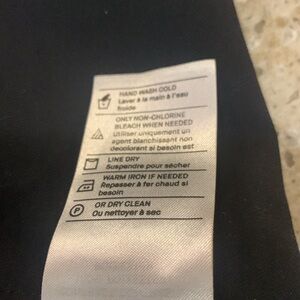 HAND WASH COLD
Laver à la main à l'eau
froide
ONLY NON-CHLORINE
BLEACH WHEN NEEDED
Utiliser uniquement un
agent blanchissant non
decolorant si besoin est
LINE DRY
Suspendre pour sécher
WARM IRON IF NEEDED
Repasser à fer chaud si
besoin
P
OR DRY CLEAN
Ou nettoyer à sec